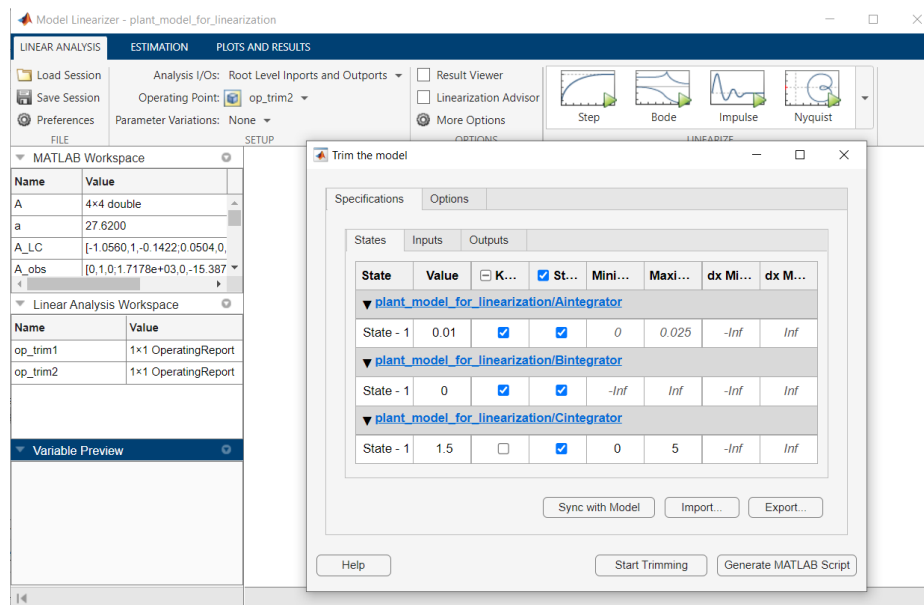 Model Linearizer - plant_model_for_linearization
LINEAR ANALYSIS ESTIMATION PLOTS AND RESULTS
Load Session
Save Session
Preferences
FILE
Analysis I/Os: Root Level Inports and Outports
Operating Point: op_trim2
Parameter Variations: None
SETUP
Result Viewer
Linearization Advisor
More Options
OPTIONS
Step Bode Impulse Nyquist
LINEARIZE
MATLAB Workspace
Name Value
A 4×4 double
a 27.6200
A_LC [-1.0560,1,-0.1422;0.0504,0,
A_obs [0,1,0;1.7178e+03,0,-15.387
Linear Analysis Workspace
Name Value
op_trim1 1×1 OperatingReport
op_trim2 1×1 OperatingReport
Variable Preview
Trim the model
Specifications Options
States Inputs Outputs
State Value K... St... Mini... Maxi... dx Mi... dx M...
plant_model_for_linearization/Aintegrator
State - 1 0.01 0 0.025 -Inf Inf
plant_model_for_linearization/Bintegrator
State - 1 0 -Inf Inf -Inf Inf
plant_model_for_linearization/Cintegrator
State - 1 1.5 0 5 -Inf Inf
Sync with Model Import... Export...
Help Start Trimming Generate MATLAB Script